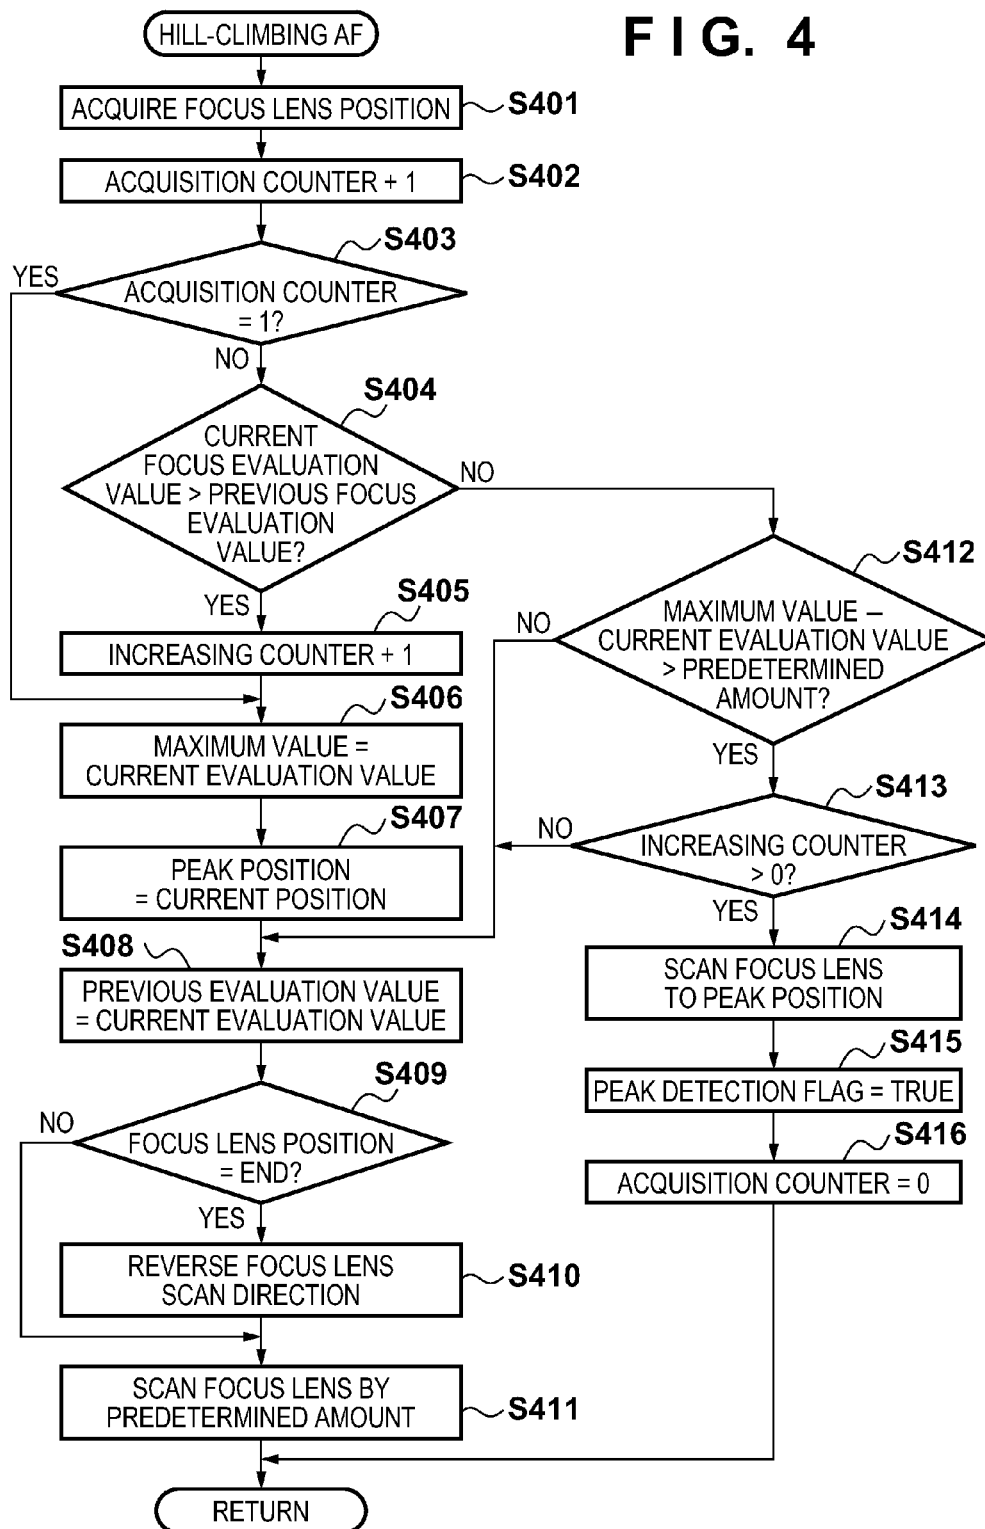 FIG. 4
HILL-CLIMBING AF
ACQUIRE FOCUS LENS POSITION
S401
ACQUISITION COUNTER + 1
S402
S403
YES
ACQUISITION COUNTER
= 1?
NO
S404
CURRENT
FOCUS EVALUATION
VALUE > PREVIOUS FOCUS
EVALUATION
VALUE?
NO
YES
S405
INCREASING COUNTER + 1
S406
MAXIMUM VALUE =
CURRENT EVALUATION VALUE
S407
PEAK POSITION
= CURRENT POSITION
S408
PREVIOUS EVALUATION VALUE
= CURRENT EVALUATION VALUE
S409
NO
FOCUS LENS POSITION
= END?
YES
REVERSE FOCUS LENS
SCAN DIRECTION
S410
SCAN FOCUS LENS BY
PREDETERMINED AMOUNT
S411
RETURN
S412
NO
MAXIMUM VALUE –
CURRENT EVALUATION VALUE
> PREDETERMINED
AMOUNT?
YES
S413
NO
INCREASING COUNTER
> 0?
YES
S414
SCAN FOCUS LENS
TO PEAK POSITION
S415
PEAK DETECTION FLAG = TRUE
S416
ACQUISITION COUNTER = 0